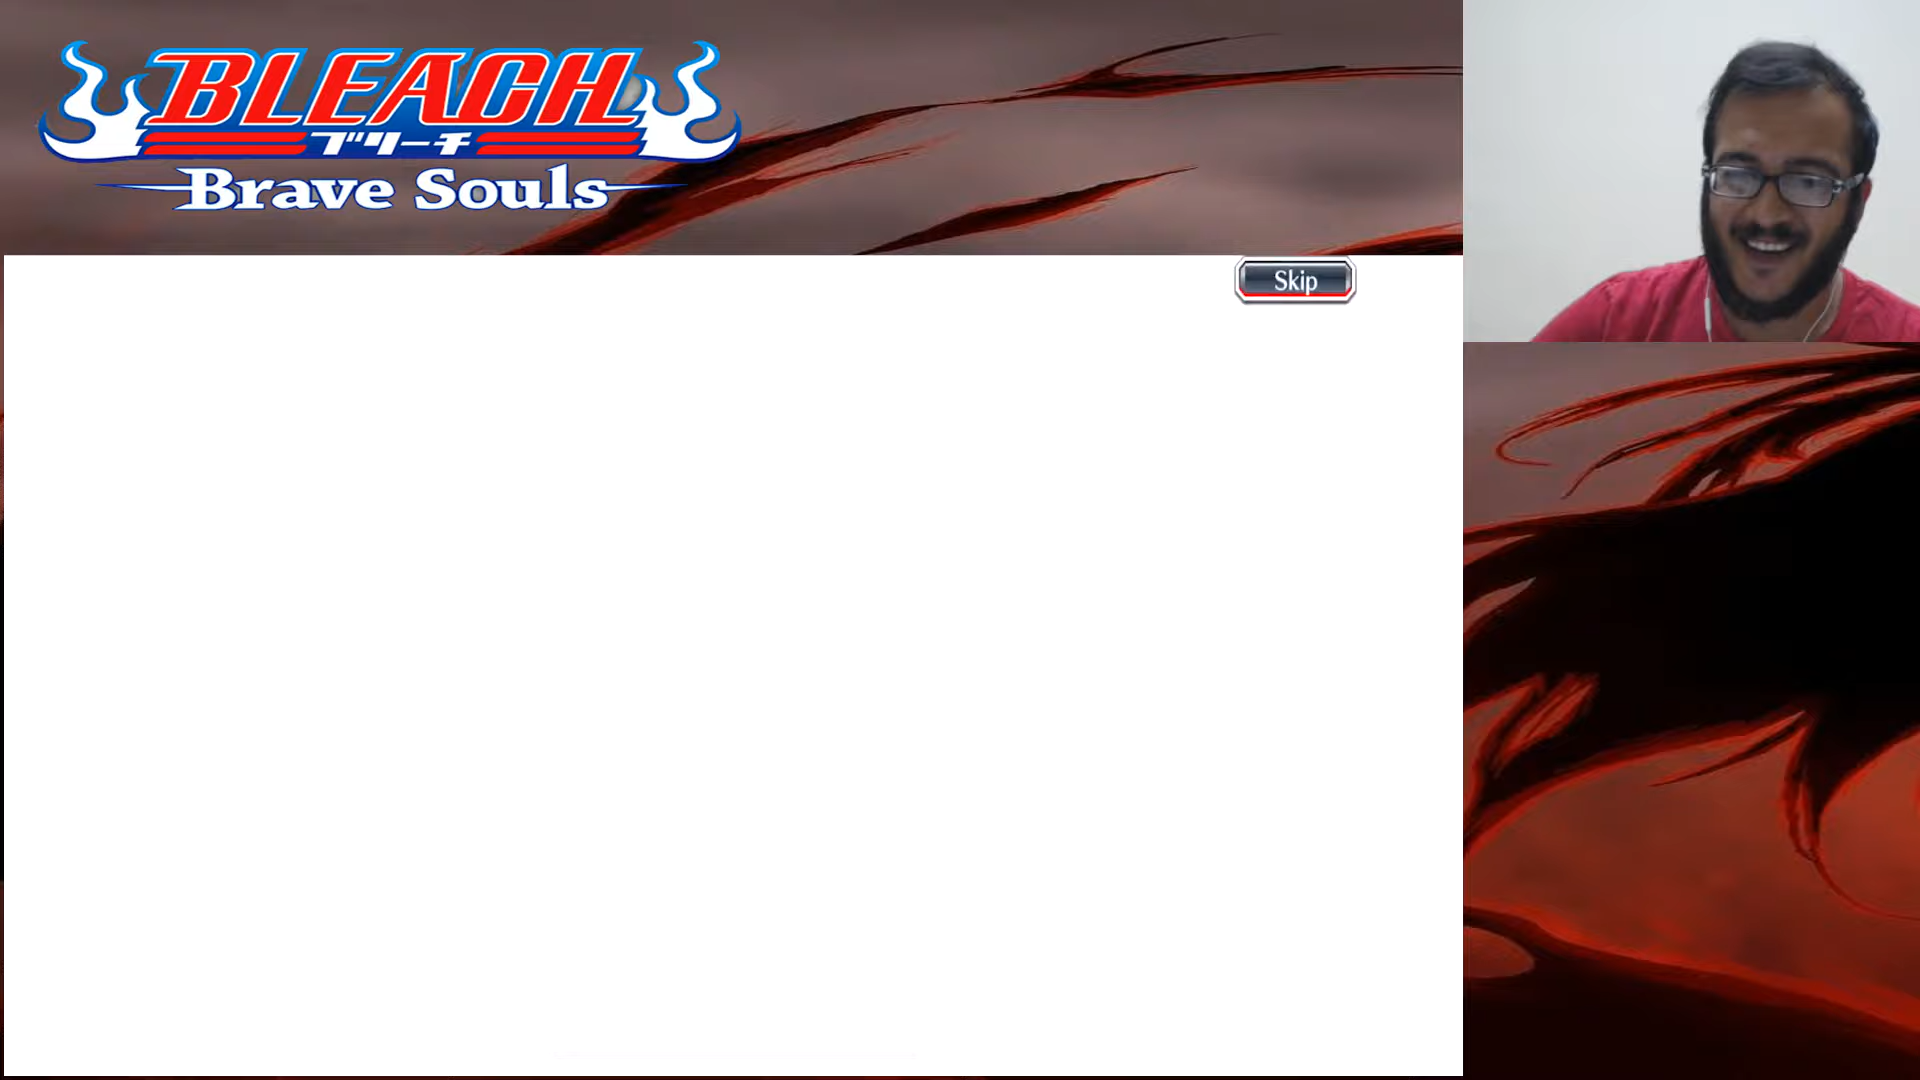 BLEACH
ブリーチ
Brave Souls
Skip